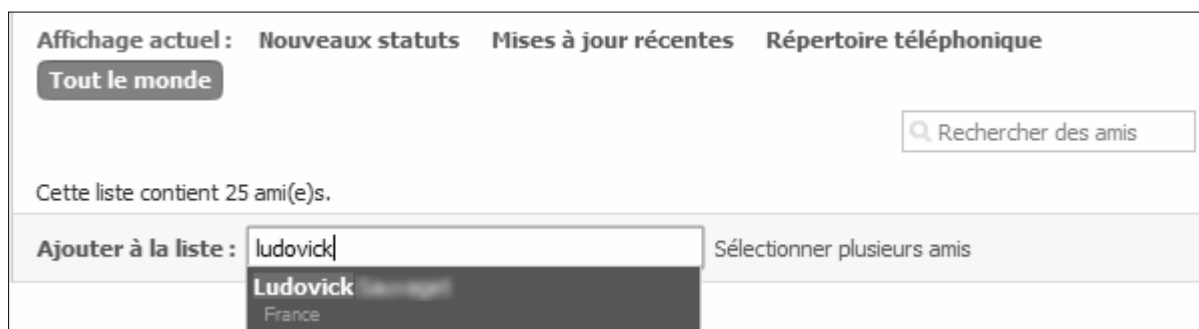 Affichage actuel : Nouveaux statuts Mises à jour récentes Répertoire téléphonique
Tout le monde
Rechercher des amis
Cette liste contient 25 ami(e)s.
Ajouter à la liste : ludovick Sélectionner plusieurs amis
Ludovick
France